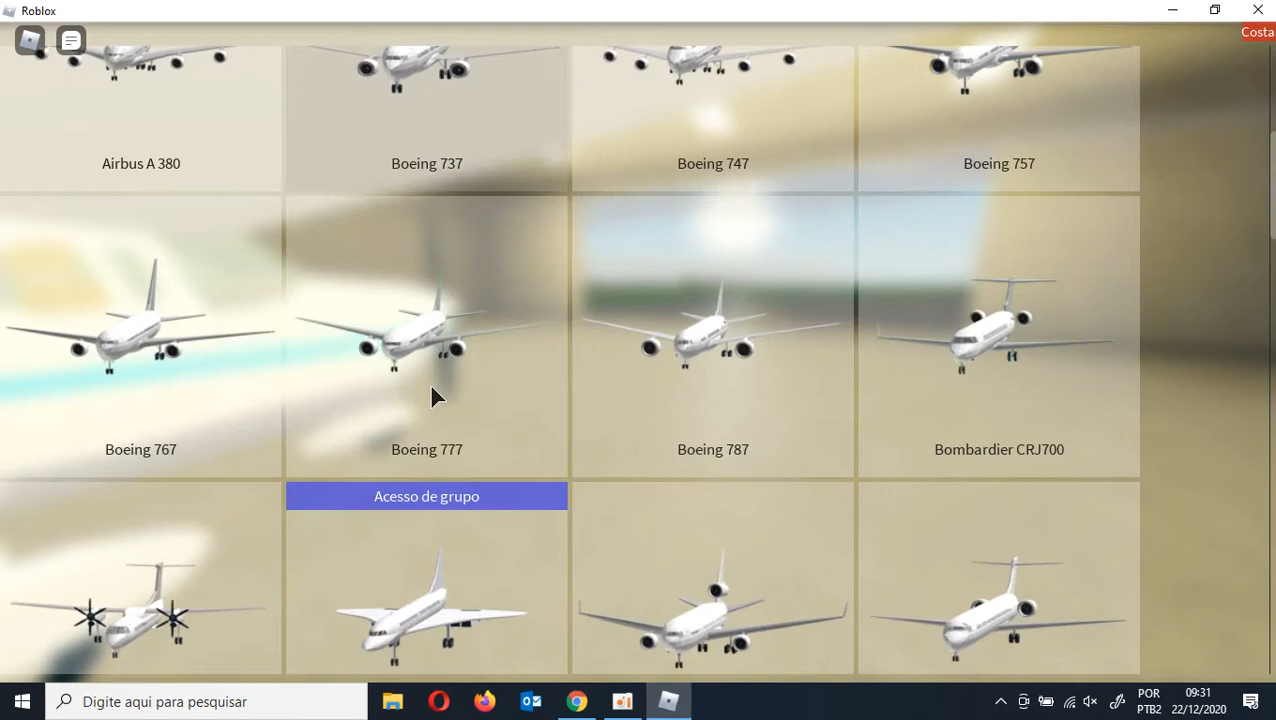 Roblox
Costa
Airbus A 380
Boeing 737
Boeing 747
Boeing 757
Boeing 767
Boeing 777
Boeing 787
Bombardier CRJ700
Acesso de grupo
Digite aqui para pesquisar
POR
PTB2
09:31
22/12/2020